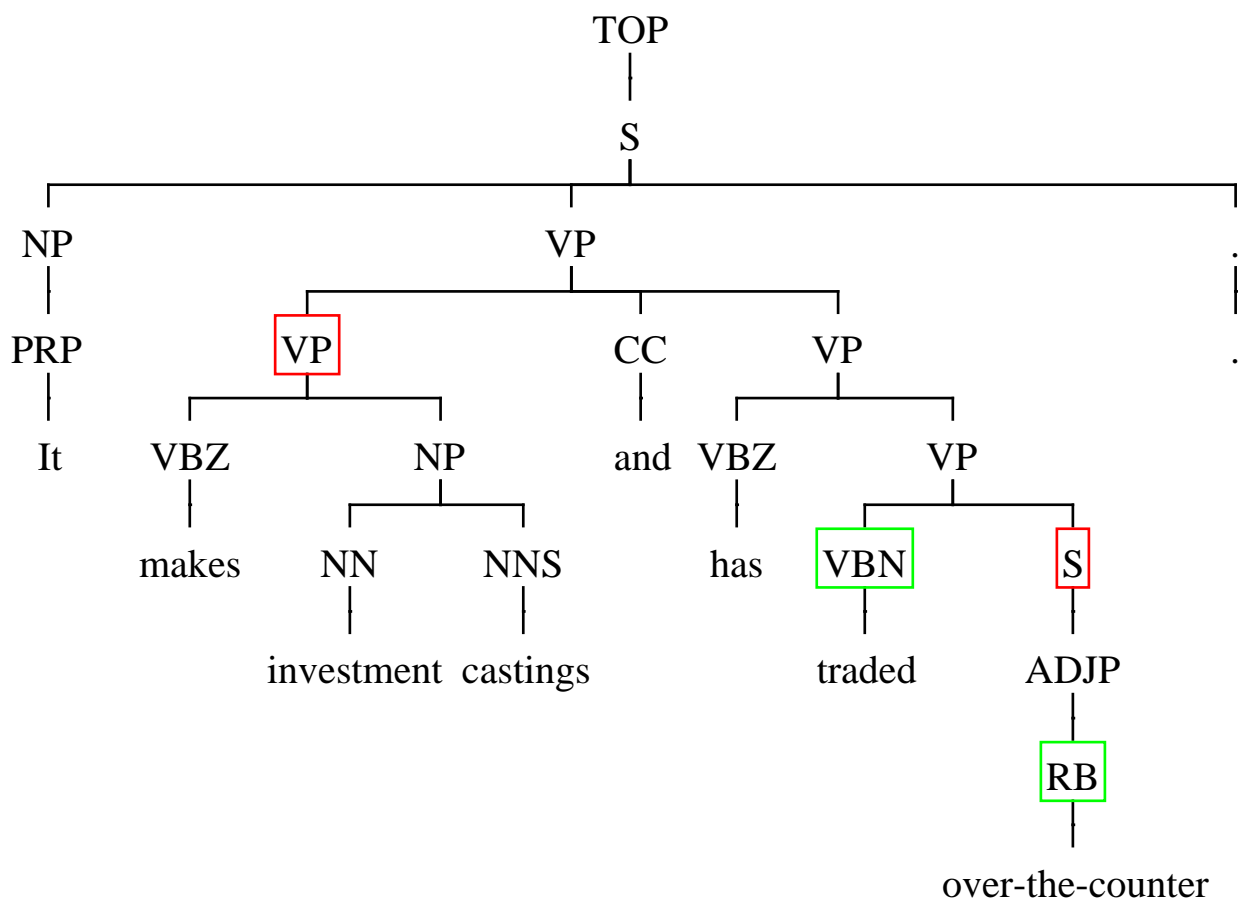 TOP
S
NP VP .
PRP VP CC VP .
It VBZ NP and VBZ VP
makes NN NNS has VBN S
investment castings traded ADJP
RB
over-the-counter